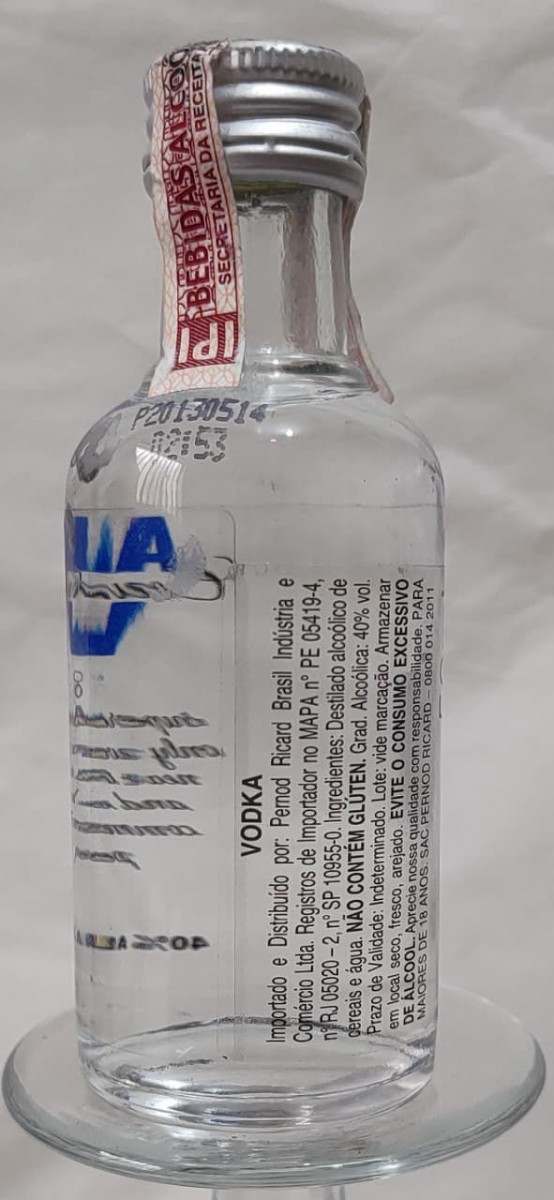 BEBIDAS ALCOÓ
SECRETARIA DA RECEITA
P20130514
VODKA
Importado e Distribuído por: Pernod Ricard Brasil Indústria e
Comércio Ltda. Registros de Importador no MAPA nº PE 05419-4,
nº RJ 05020 – 2, nº SP 10955-0. Ingredientes: Destilado alcoólico de
cereais e água. NÃO CONTÉM GLUTEN. Grad. Alcoólica: 40% vol.
Prazo de Validade: Indeterminado. Lote: vide marcação. Armazenar
em local seco, fresco, arejado. EVITE O CONSUMO EXCESSIVO
DE ÁLCOOL. Aprecie nossa qualidade com responsabilidade. PARA
MAIORES DE 18 ANOS. SAC PERNOD RICARD – 0800 014 2011